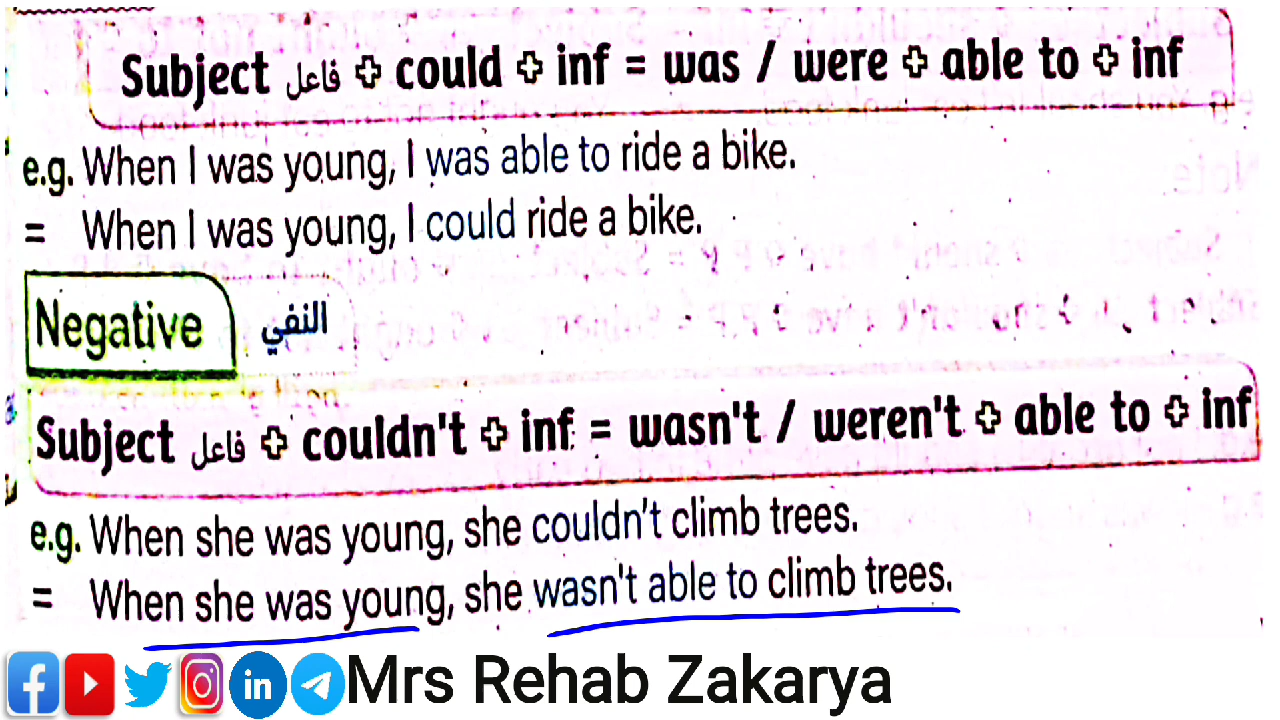 Subject فاعل + could + inf = was / were + able to + inf
e.g. When I was young, I was able to ride a bike.
= When I was young, I could ride a bike.
Negative النفي
Subject فاعل + couldn't + inf = wasn't / weren't + able to + inf
e.g. When she was young, she couldn't climb trees.
= When she was young, she wasn't able to climb trees.
Mrs Rehab Zakarya